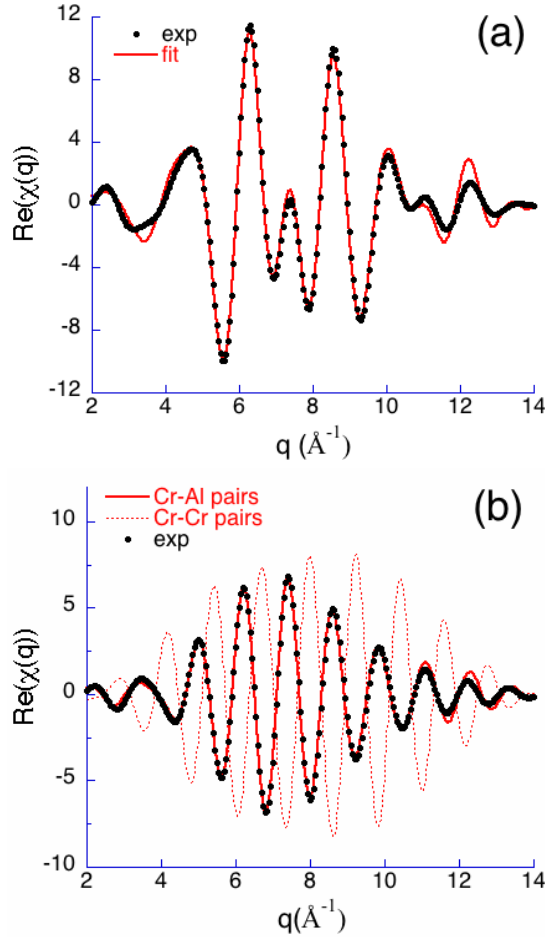 12
8
4
0
-4
-8
-12
Re(χ(q))
exp
fit
(a)
2 4 6 8 10 12 14
q (Å⁻¹)
Cr-Al pairs
Cr-Cr pairs
exp
(b)
10
5
0
-5
-10
Re(χ(q))
2 4 6 8 10 12 14
q(Å⁻¹)